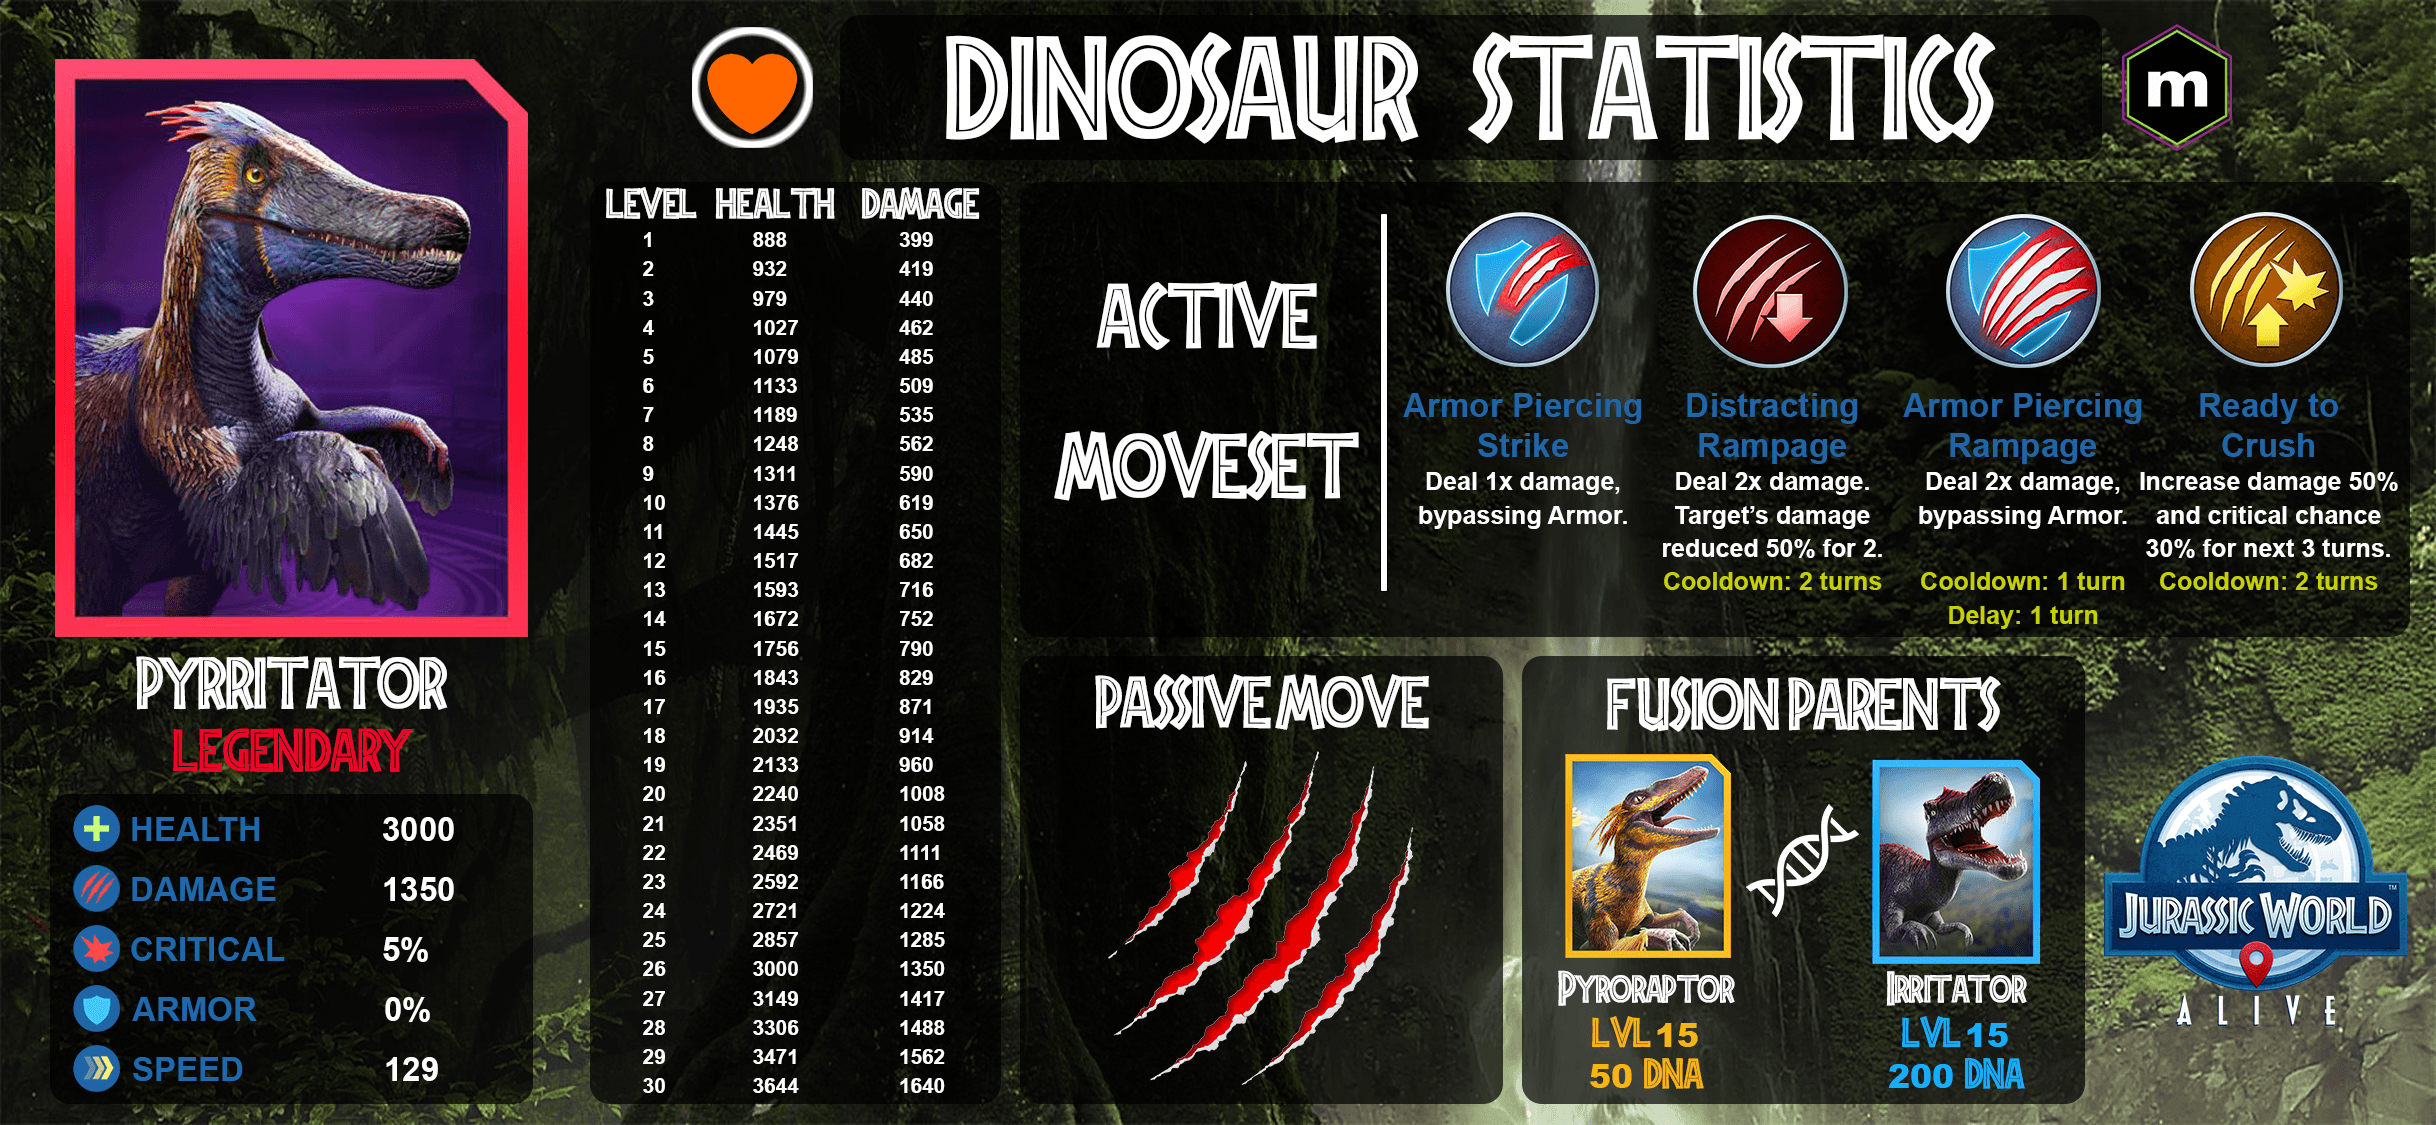 DINOSAUR STATISTICS
m
PYRRITATOR
LEGENDARY
HEALTH 3000
DAMAGE 1350
CRITICAL 5%
ARMOR 0%
SPEED 129
LEVEL HEALTH DAMAGE
1 888 399
2 932 419
3 979 440
4 1027 462
5 1079 485
6 1133 509
7 1189 535
8 1248 562
9 1311 590
10 1376 619
11 1445 650
12 1517 682
13 1593 716
14 1672 752
15 1756 790
16 1843 829
17 1935 871
18 2032 914
19 2133 960
20 2240 1008
21 2351 1058
22 2469 1111
23 2592 1166
24 2721 1224
25 2857 1285
26 3000 1350
27 3149 1417
28 3306 1488
29 3471 1562
30 3644 1640
ACTIVE
MOVESET
Armor Piercing
Strike
Deal 1x damage,
bypassing Armor.
Distracting
Rampage
Deal 2x damage.
Target’s damage
reduced 50% for 2.
Cooldown: 2 turns
Armor Piercing
Rampage
Deal 2x damage,
bypassing Armor.
Cooldown: 1 turn
Delay: 1 turn
Ready to
Crush
Increase damage 50%
and critical chance
30% for next 3 turns.
Cooldown: 2 turns
PASSIVE MOVE
FUSION PARENTS
PYRORAPTOR
LVL 15
50 DNA
IRRITATOR
LVL 15
200 DNA
JURASSIC WORLD™
ALIVE